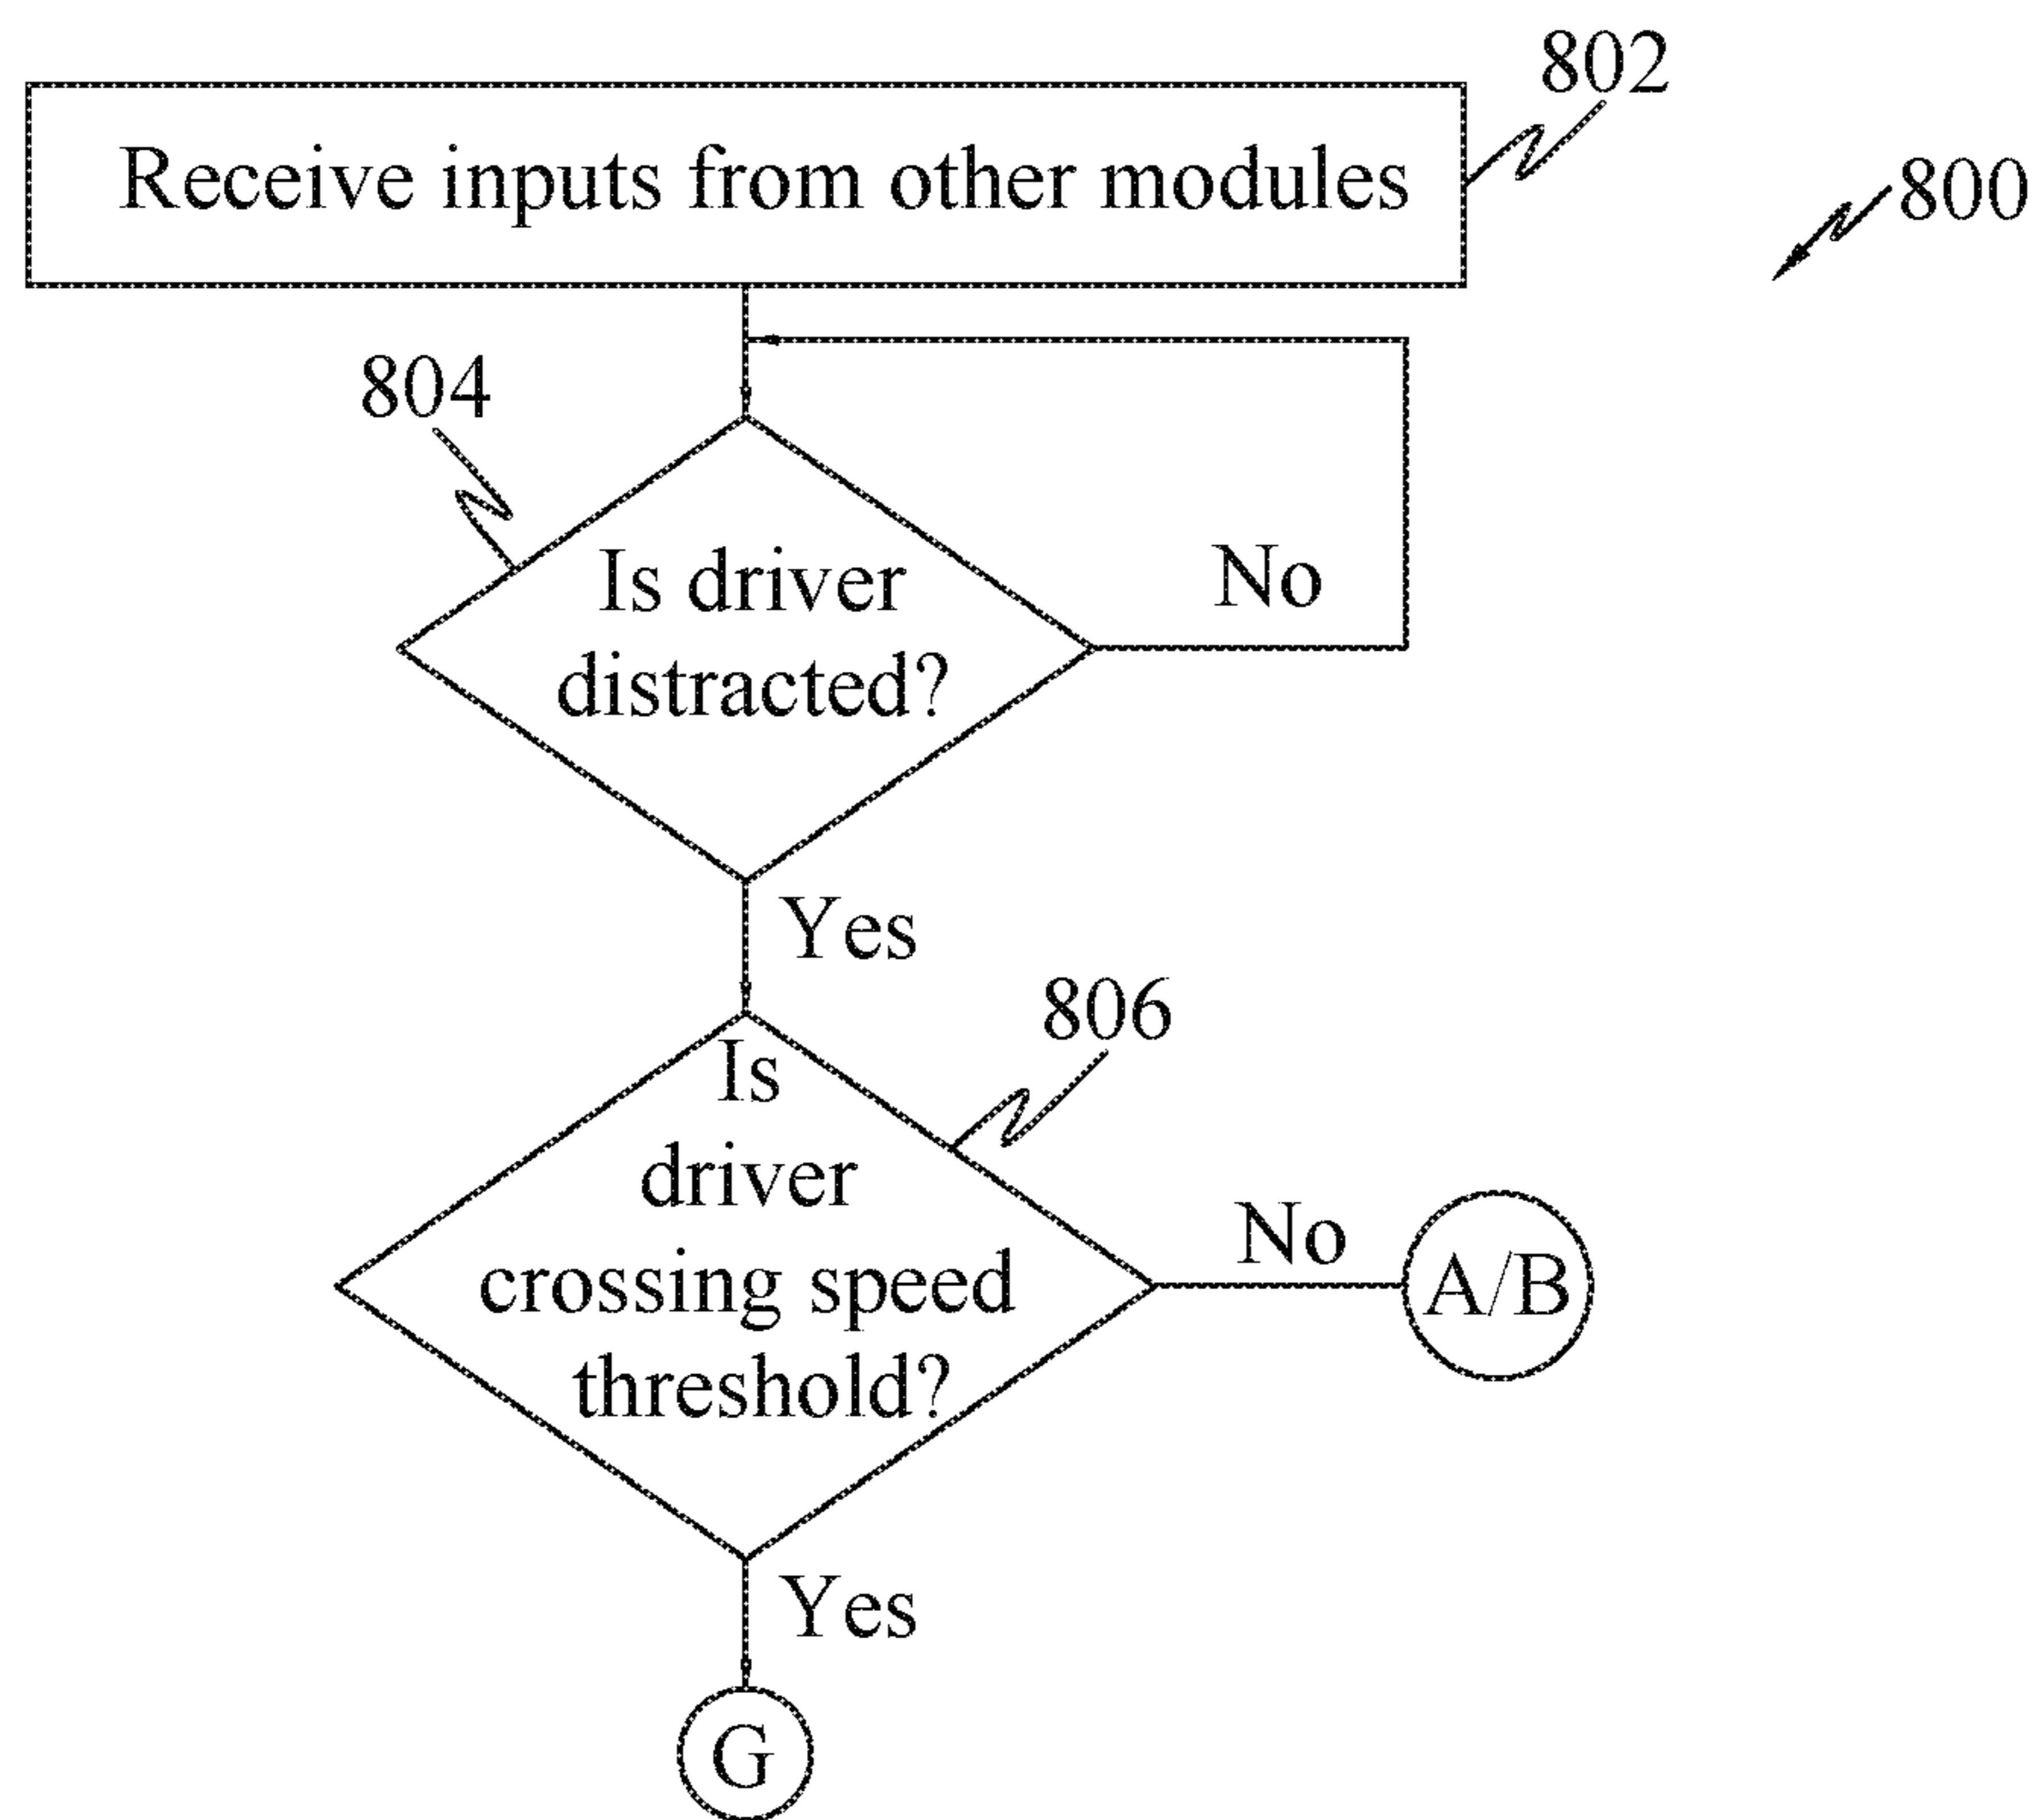 802
Receive inputs from other modules
800
804
Is driver
distracted?
No
Yes
806
Is
driver
crossing speed
threshold?
No
A/B
Yes
G